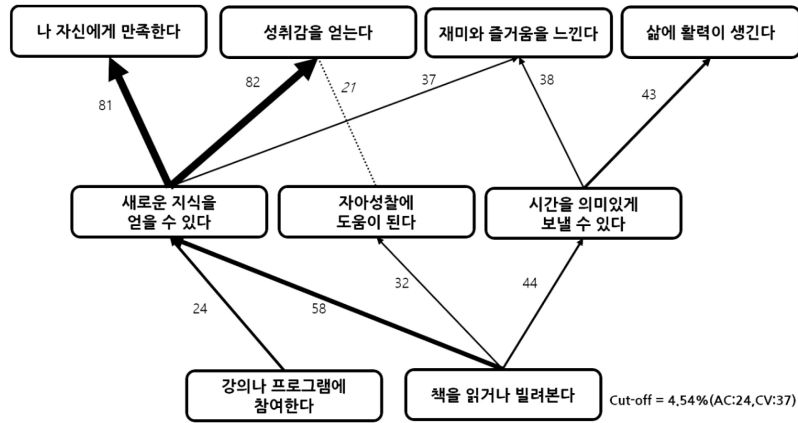 나 자신에게 만족한다
성취감을 얻는다
재미와 즐거움을 느낀다
삶에 활력이 생긴다
81
82
21
37
38
43
새로운 지식을
얻을 수 있다
자아성찰에
도움이 된다
시간을 의미있게
보낼 수 있다
24
58
32
44
강의나 프로그램에
참여한다
책을 읽거나 빌려본다
Cut-off = 4.54%(AC:24,CV:37)